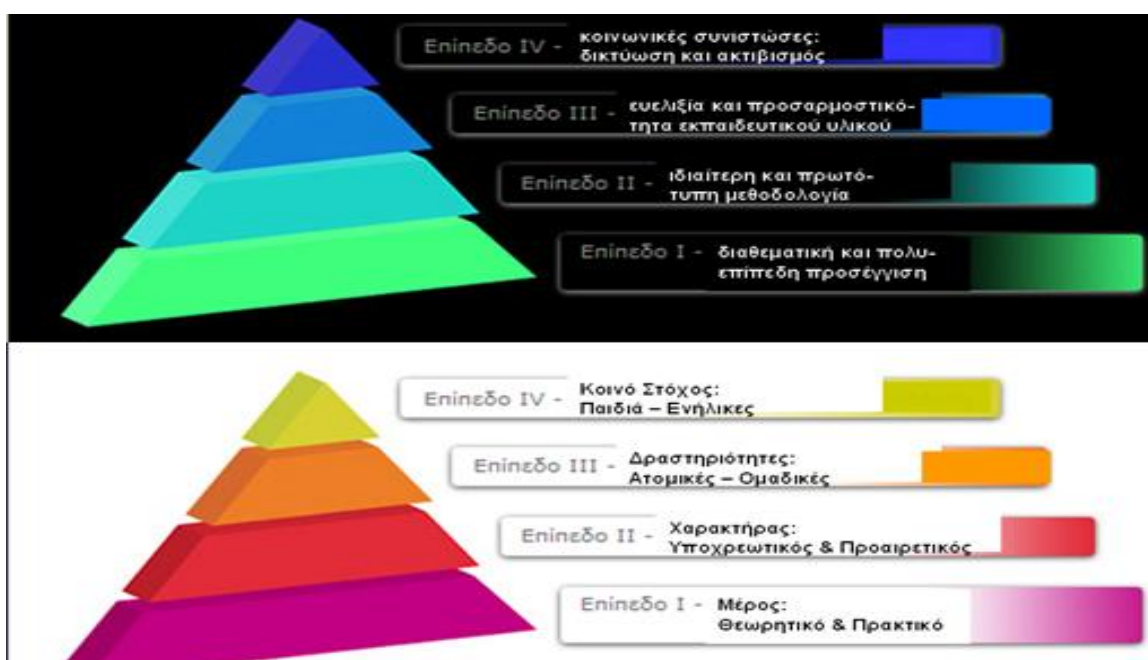 Επίπεδο IV - κοινωνικές συνιστώσες:
δικτύωση και ακτιβισμός
Επίπεδο III - ευελιξία και προσαρμοστικό-
τητα εκπαιδευτικού υλικού
Επίπεδο II - ιδιαίτερη και πρωτό-
τυπη μεθοδολογία
Επίπεδο I - διαθεματική και πολυ-
επίπεδη προσέγγιση
Επίπεδο IV - Κοινό Στόχος:
Παιδιά – Ενήλικες
Επίπεδο III - Δραστηριότητες:
Ατομικές – Ομαδικές
Επίπεδο II - Χαρακτήρας:
Υποχρεωτικός & Προαιρετικός
Επίπεδο I - Μέρος:
Θεωρητικό & Πρακτικό